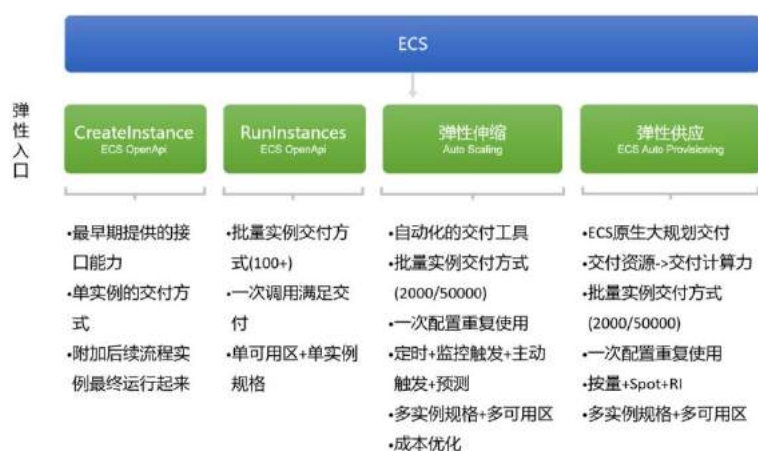 ECS
弹性入口
CreateInstance
ECS OpenApi
RunInstances
ECS OpenApi
弹性伸缩
Auto Scaling
弹性供应
ECS Auto Provisioning
•最早期提供的接
口能力
•单实例的交付方
式
•附加后续流程实
例最终运行起来
•批量实例交付方
式(100+)
•一次调用满足交
付
•单可用区+单实例
规格
•自动化的交付工具
•批量实例交付方式
(2000/50000)
•一次配置重复使用
•定时+监控触发+主动
触发+预测
•多实例规格+多可用区
•成本优化
•ECS原生大规划交付
•交付资源->交付计算力
•批量实例交付方式
(2000/50000)
•一次配置重复使用
•按量+Spot+RI
•多实例规格+多可用区